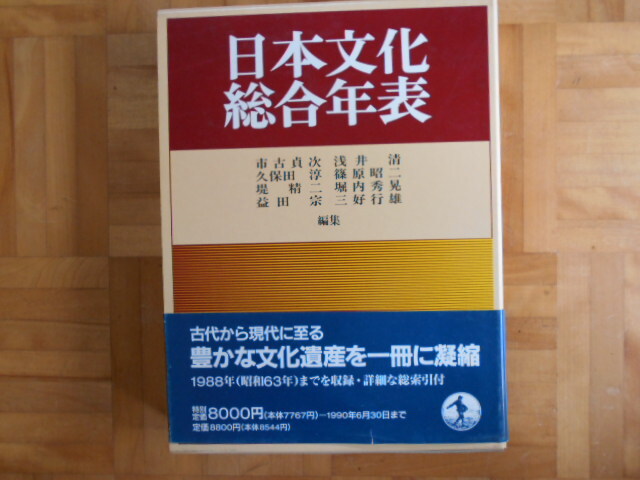 日本文化
総合年表
市古貞次 浅井清
久保田淳 篠原昭二
堤精二 堀内秀晃
益田宗 三好行雄
編集
古代から現代に至る
豊かな文化遺産を一冊に凝縮
1988年(昭和63年)までを収録・詳細な総索引付
特別定価8000円(本体7767円)―1990年6月30日まで
定価8800円(本体8544円)